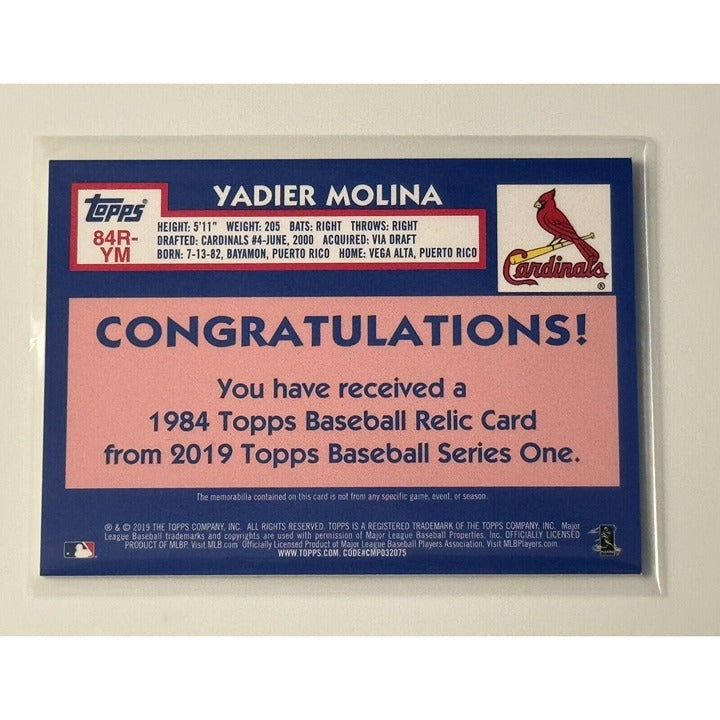 YADIER MOLINA
Topps
84R-
YM
HEIGHT: 5'11" WEIGHT: 205 BATS: RIGHT THROWS: RIGHT
DRAFTED: CARDINALS #4-JUNE, 2000 ACQUIRED: VIA DRAFT
BORN: 7-13-82, BAYAMON, PUERTO RICO HOME: VEGA ALTA, PUERTO RICO
Cardinals
®
CONGRATULATIONS!
You have received a
1984 Topps Baseball Relic Card
from 2019 Topps Baseball Series One.
The memorabilia contained on this card is not from any specific game, event, or season.
® & © 2019 THE TOPPS COMPANY, INC. ALL RIGHTS RESERVED. TOPPS IS A REGISTERED TRADEMARK OF THE TOPPS COMPANY, INC. Major
League Baseball trademarks and copyrights are used with permission of Major League Baseball Properties, Inc. OFFICIALLY LICENSED
PRODUCT OF MLBP. Visit MLB.com Officially Licensed Product of Major League Baseball Players Association. Visit MLBPlayers.com.
WWW.TOPPS.COM. CODE#CMP032075